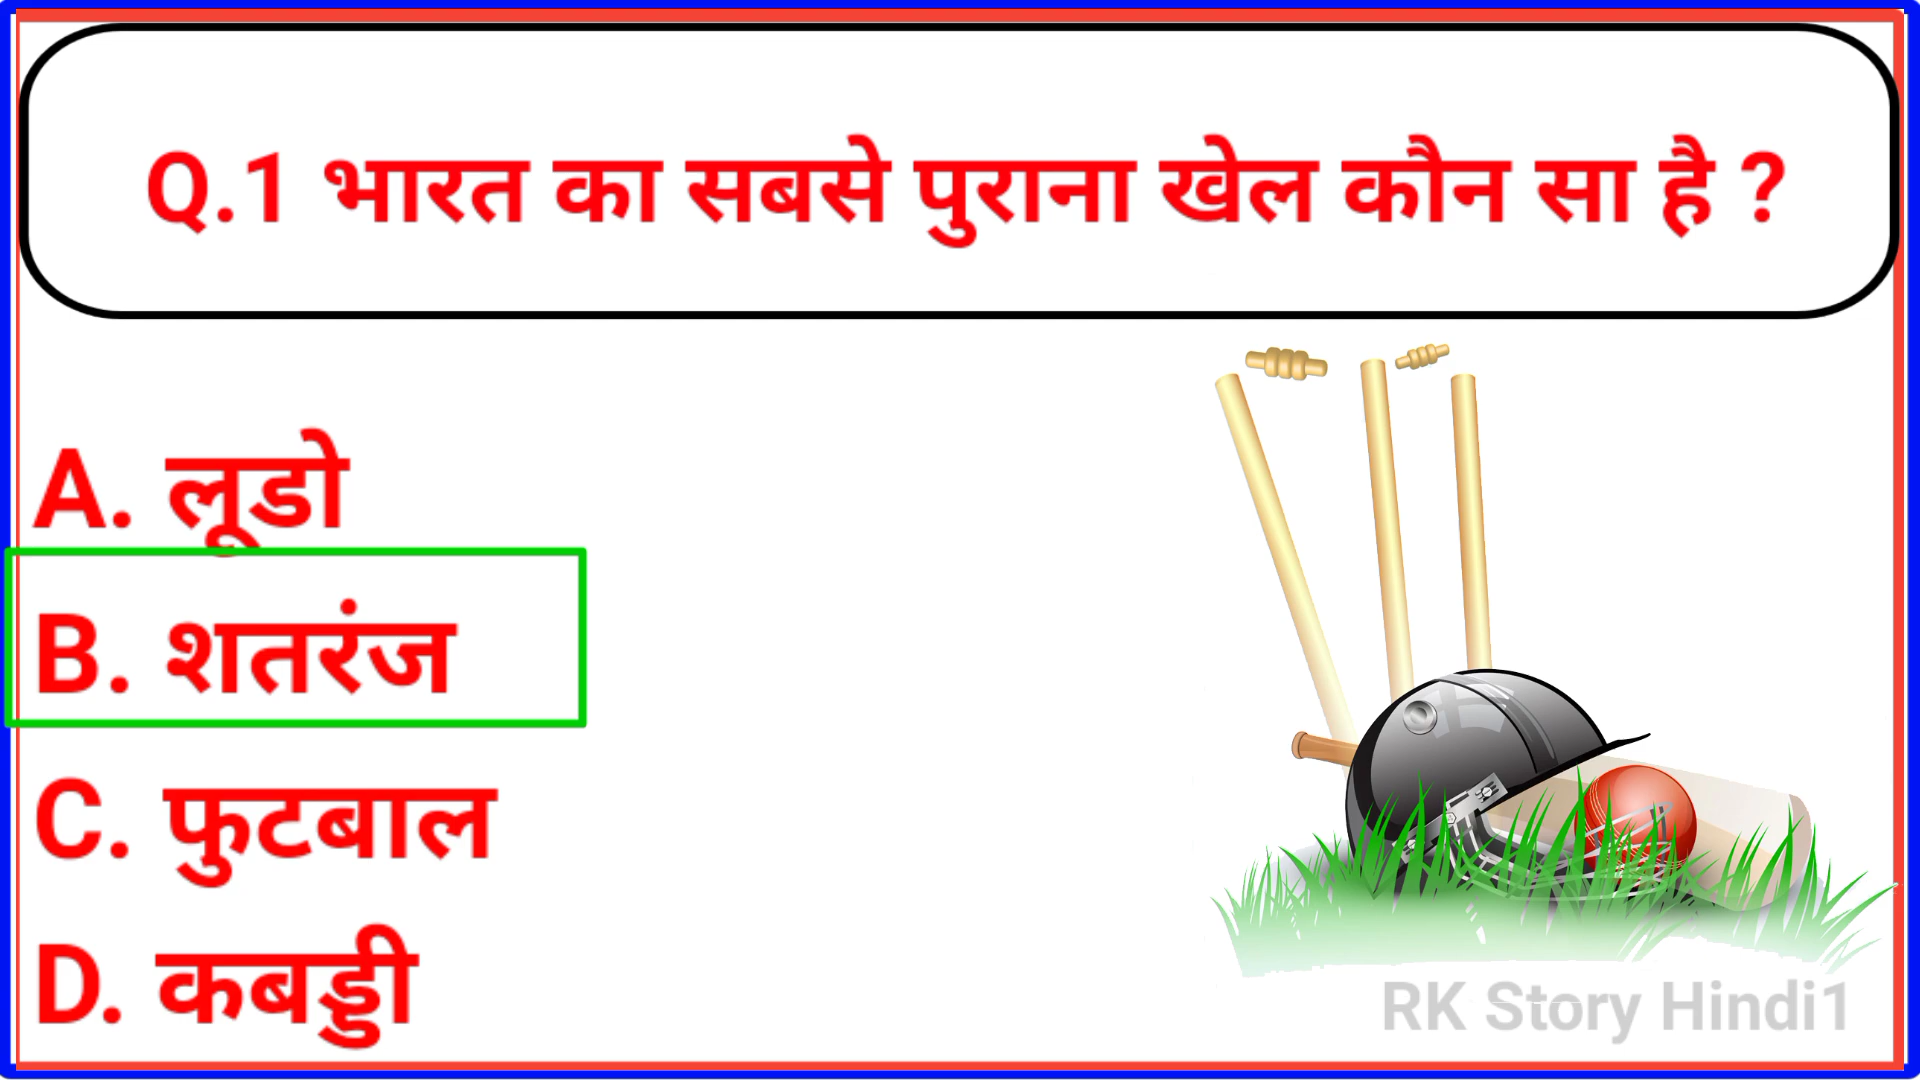 Q.1 भारत का सबसे पुराना खेल कौन सा है ?
A. लूडो
B. शतरंज
C. फुटबाल
D. कबड्डी
RK Story Hindi1